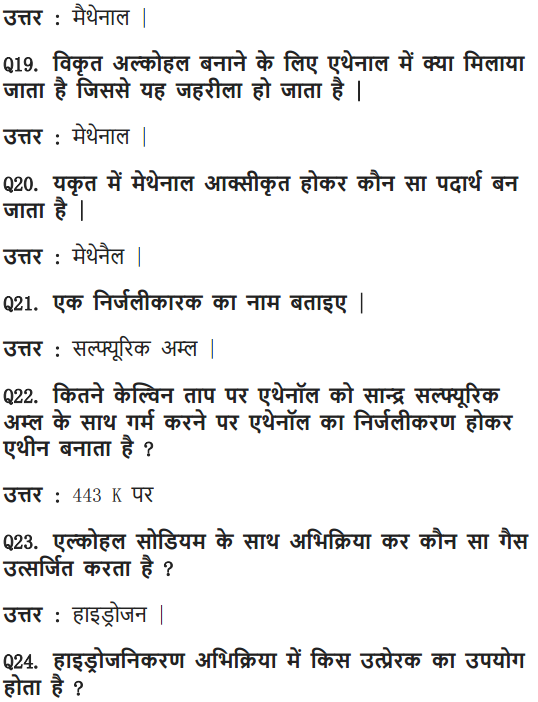 उत्तर : मैथेनाल |
Q19. विकृत अल्कोहल बनाने के लिए एथेनाल में क्या मिलाया
जाता है जिससे यह जहरीला हो जाता है |
उत्तर : मेथेनाल |
Q20. यकृत में मेथेनाल आक्सीकृत होकर कौन सा पदार्थ बन
जाता है |
उत्तर : मेथेनैल |
Q21. एक निर्जलीकारक का नाम बताइए |
उत्तर : सल्फ्यूरिक अम्ल |
Q22. कितने केल्विन ताप पर एथेनॉल को सान्द्र सल्फ्यूरिक
अम्ल के साथ गर्म करने पर एथेनॉल का निर्जलीकरण होकर
एथीन बनाता है ?
उत्तर : 443 K पर
Q23. एल्कोहल सोडियम के साथ अभिक्रिया कर कौन सा गैस
उत्सर्जित करता है ?
उत्तर : हाइड्रोजन |
Q24. हाइड्रोजनिकरण अभिक्रिया में किस उत्प्रेरक का उपयोग
होता है ?